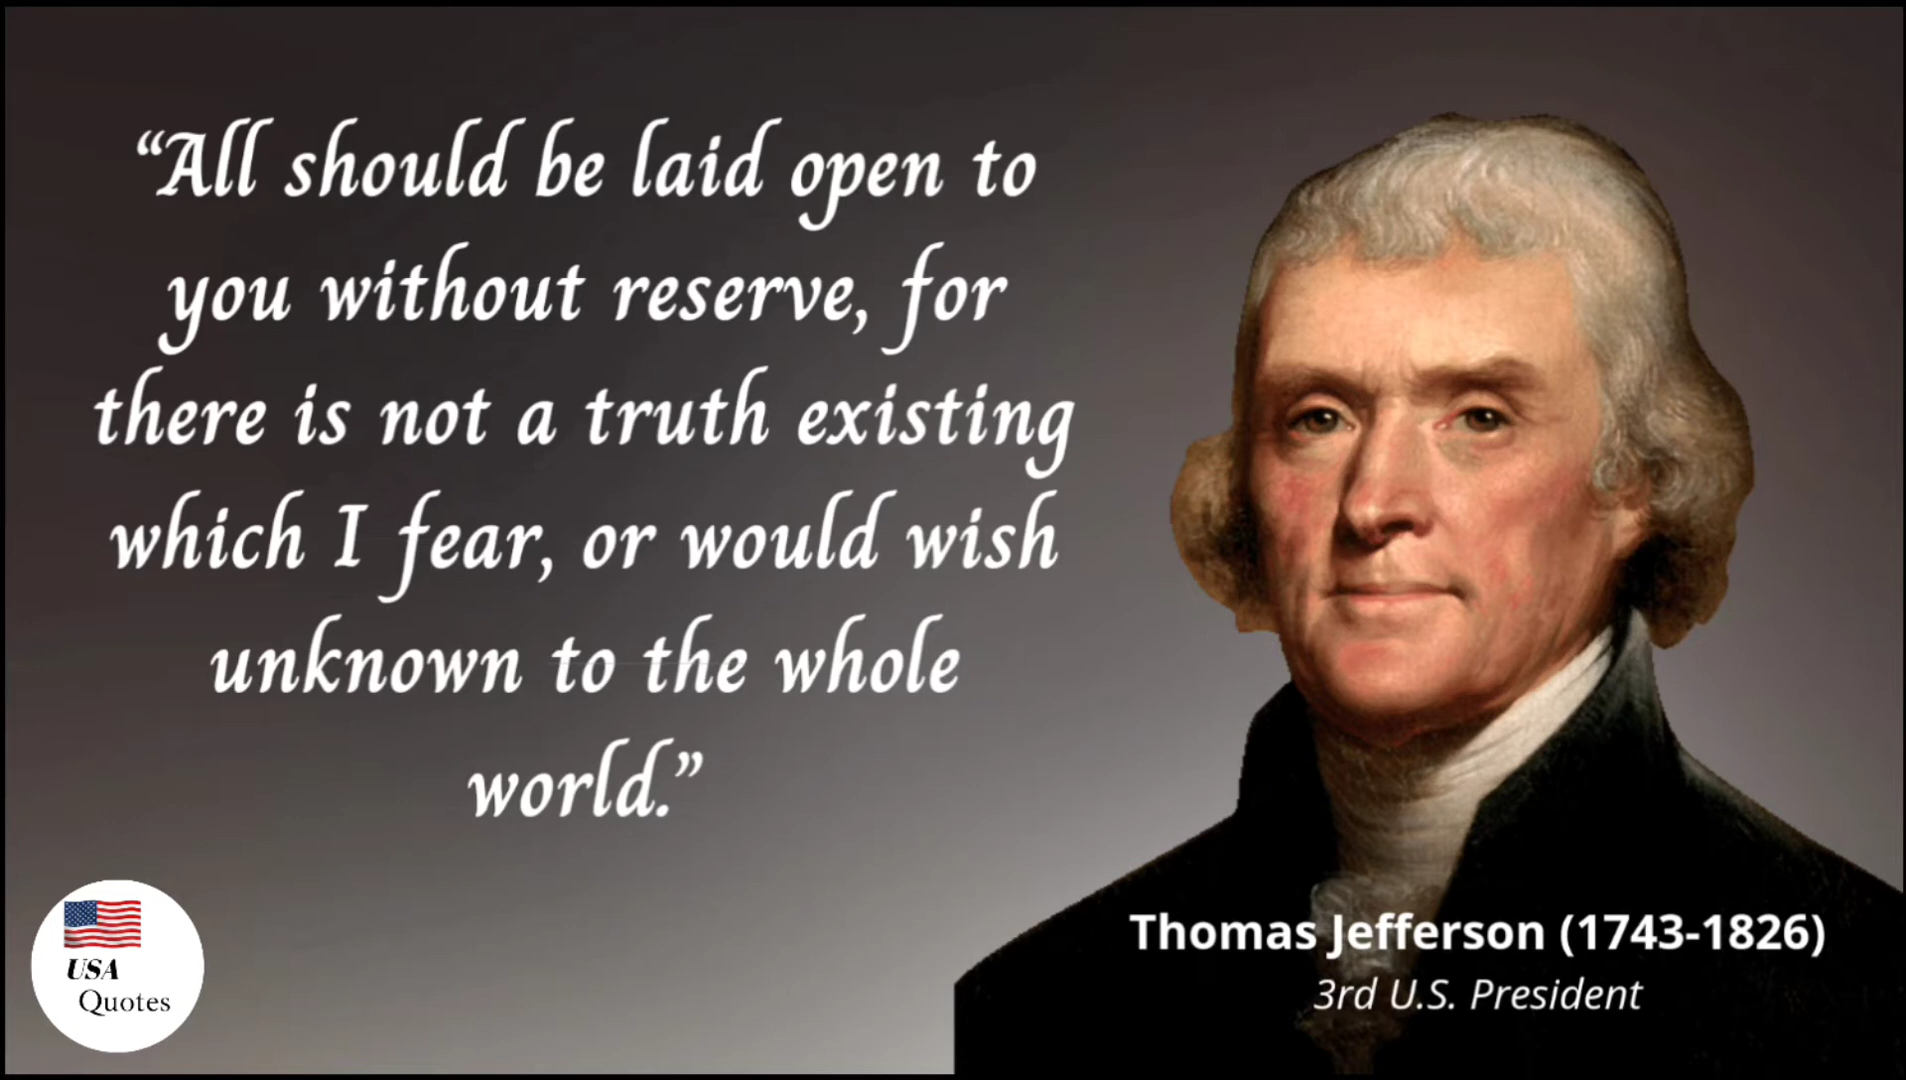 “All should be laid open to
you without reserve, for
there is not a truth existing
which I fear, or would wish
unknown to the whole
world.”
Thomas Jefferson (1743-1826)
3rd U.S. President
USA
Quotes